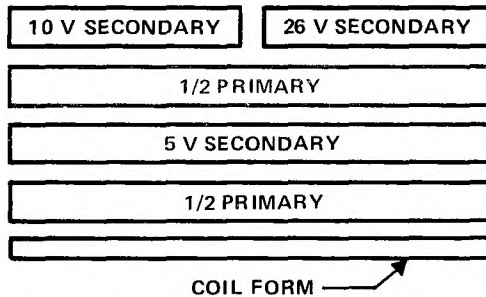 10 V SECONDARY 26 V SECONDARY
1/2 PRIMARY
5 V SECONDARY
1/2 PRIMARY
COIL FORM